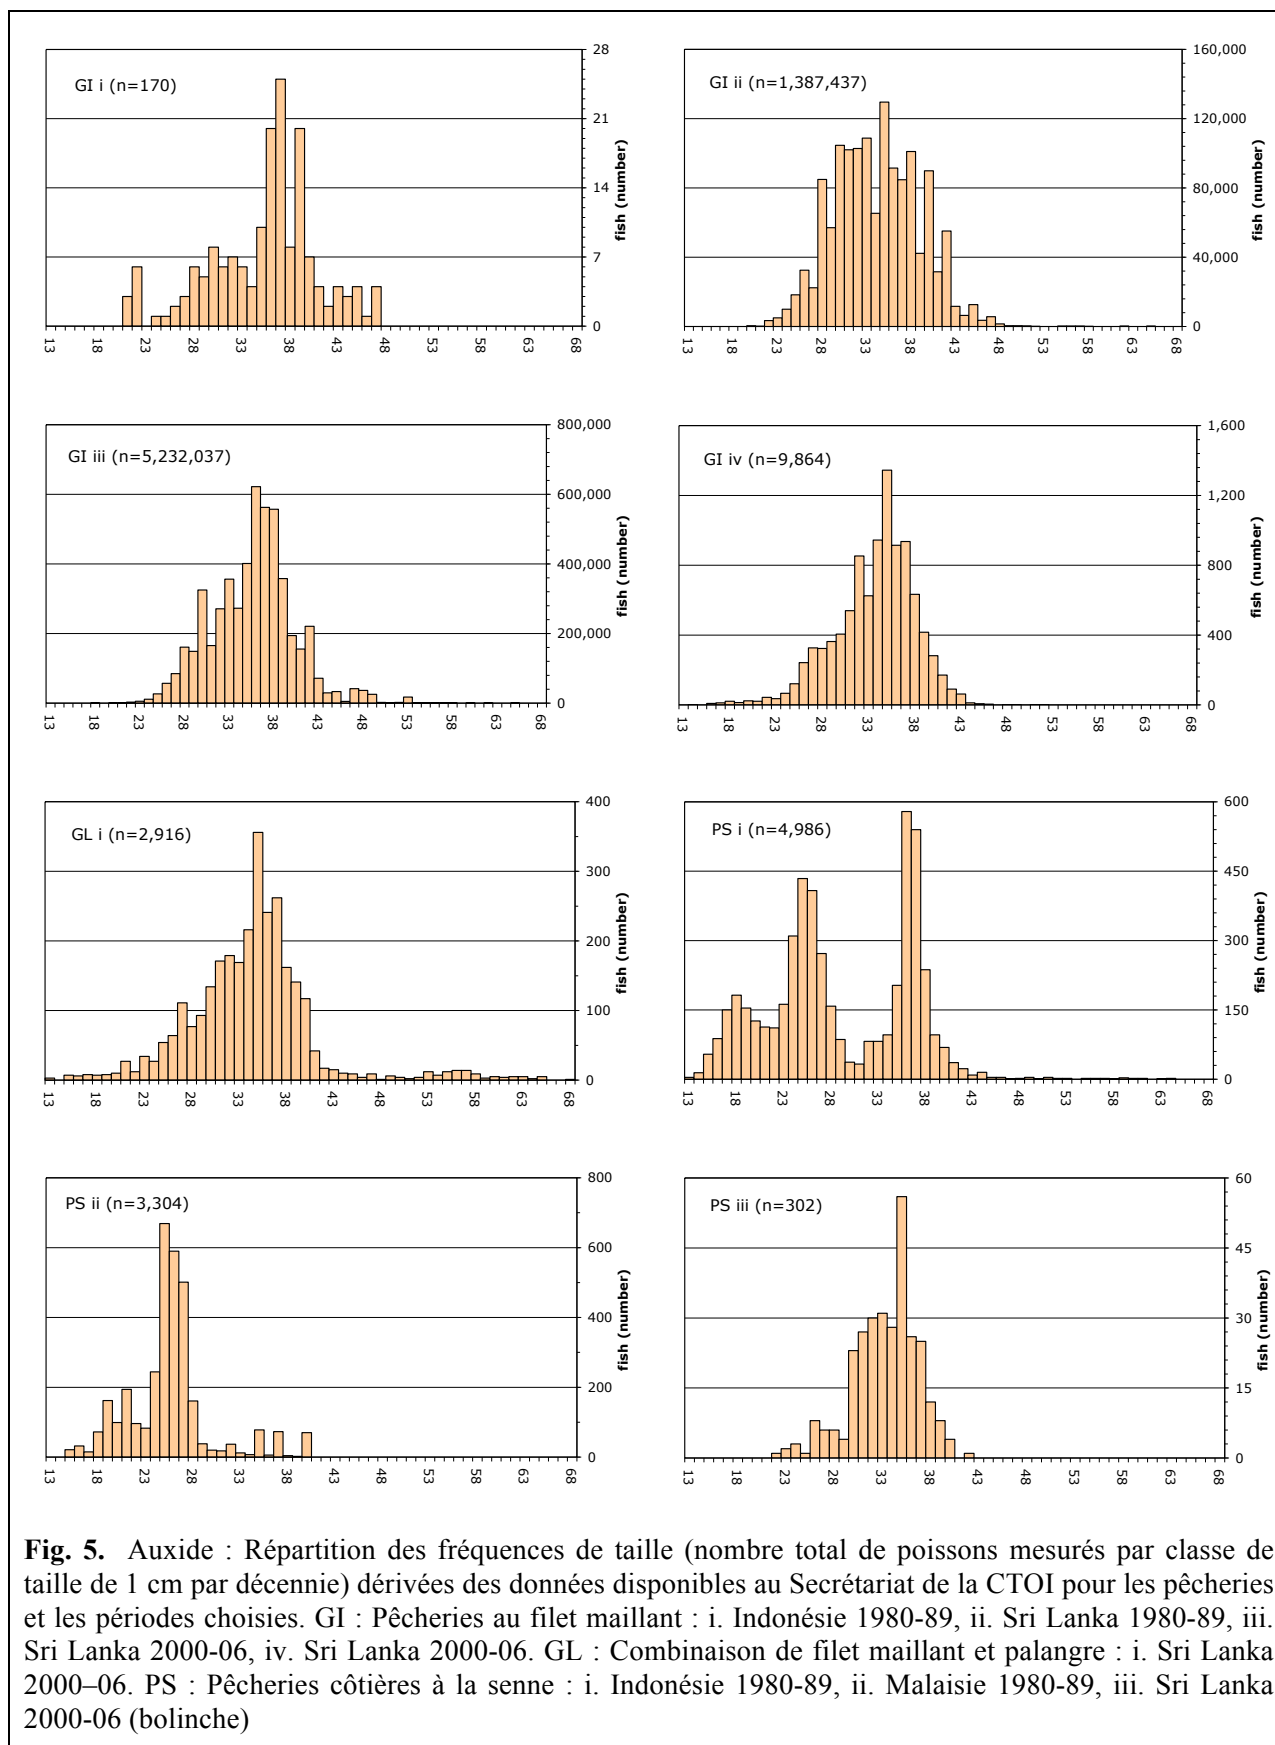 GI i (n=170)
28
21
14
7
0
fish (number)
13 18 23 28 33 38 43 48 53 58 63 68
GI ii (n=1,387,437)
160,000
120,000
80,000
40,000
0
fish (number)
13 18 23 28 33 38 43 48 53 58 63 68
GI iii (n=5,232,037)
800,000
600,000
400,000
200,000
0
fish (number)
13 18 23 28 33 38 43 48 53 58 63 68
GI iv (n=9,864)
1,600
1,200
800
400
0
fish (number)
13 18 23 28 33 38 43 48 53 58 63 68
GL i (n=2,916)
400
300
200
100
0
fish (number)
13 18 23 28 33 38 43 48 53 58 63 68
PS i (n=4,986)
600
450
300
150
0
fish (number)
13 18 23 28 33 38 43 48 53 58 63 68
PS ii (n=3,304)
800
600
400
200
0
fish (number)
13 18 23 28 33 38 43 48 53 58 63 68
PS iii (n=302)
60
45
30
15
0
fish (number)
13 18 23 28 33 38 43 48 53 58 63 68
Fig. 5. Auxide : Répartition des fréquences de taille (nombre total de poissons mesurés par classe de
taille de 1 cm par décennie) dérivées des données disponibles au Secrétariat de la CTOI pour les pêcheries
et les périodes choisies. GI : Pêcheries au filet maillant : i. Indonésie 1980-89, ii. Sri Lanka 1980-89, iii.
Sri Lanka 2000-06, iv. Sri Lanka 2000-06. GL : Combinaison de filet maillant et palangre : i. Sri Lanka
2000–06. PS : Pêcheries côtières à la senne : i. Indonésie 1980-89, ii. Malaisie 1980-89, iii. Sri Lanka
2000-06 (bolinche)